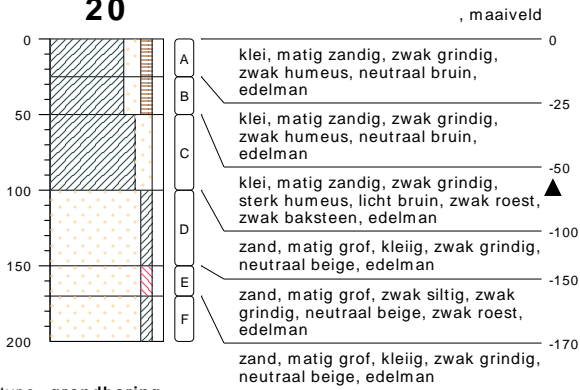 20
, maaiveld
0
A
klei, matig zandig, zwak grindig,
zwak humeus, neutraal bruin,
edelman
0
B
-25
klei, matig zandig, zwak grindig,
zwak humeus, neutraal bruin,
edelman
50
C
-50
klei, matig zandig, zwak grindig,
sterk humeus, licht bruin, zwak roest,
zwak baksteen, edelman
100
D
-100
zand, matig grof, kleiig, zwak grindig,
neutraal beige, edelman
150
E
-150
zand, matig grof, zwak siltig, zwak
grindig, neutraal beige, zwak roest,
edelman
F
-170
200
zand, matig grof, kleiig, zwak grindig,
neutraal beige, edelman